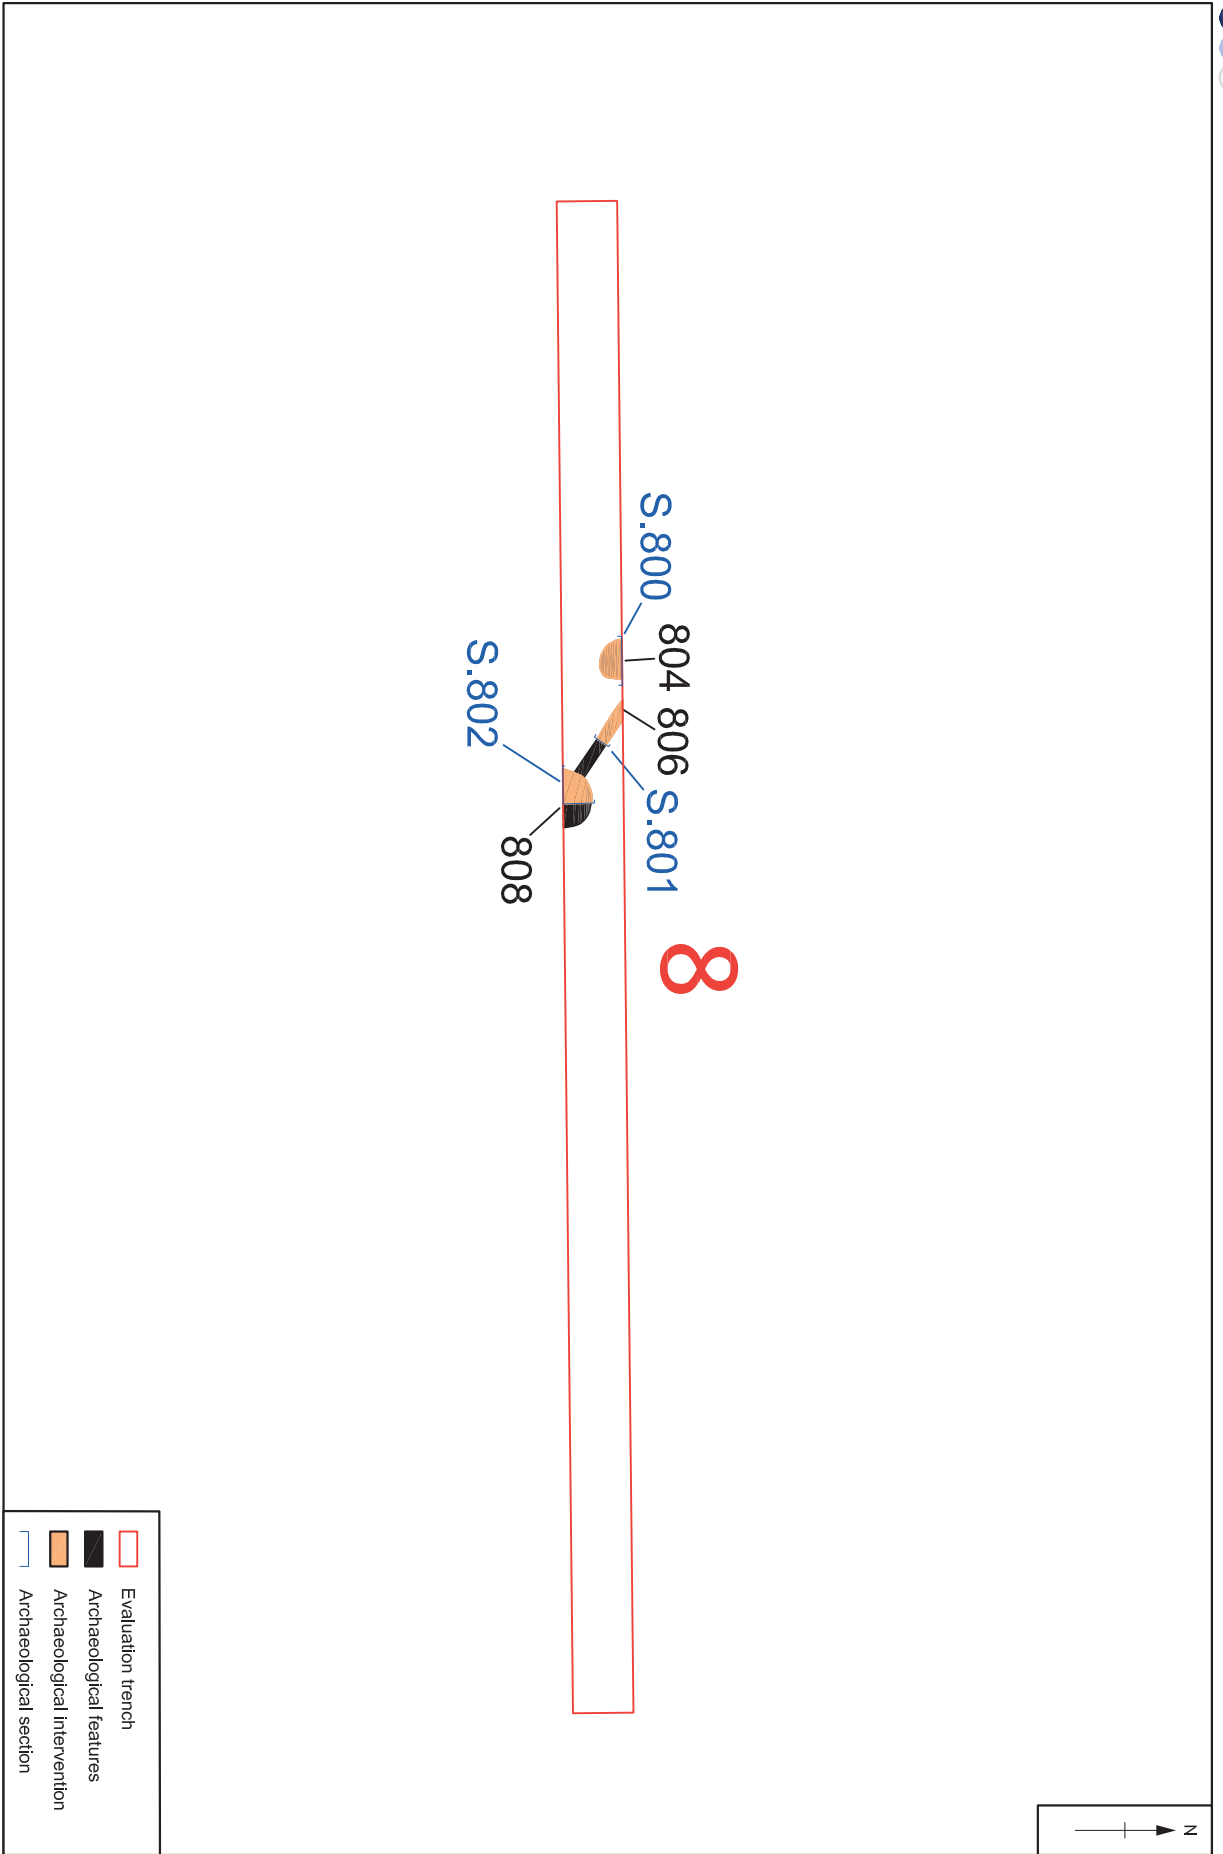 S.800
804
806
S.801
S.802
808
8
Evaluation trench
Archaeological features
Archaeological intervention
Archaeological section
N